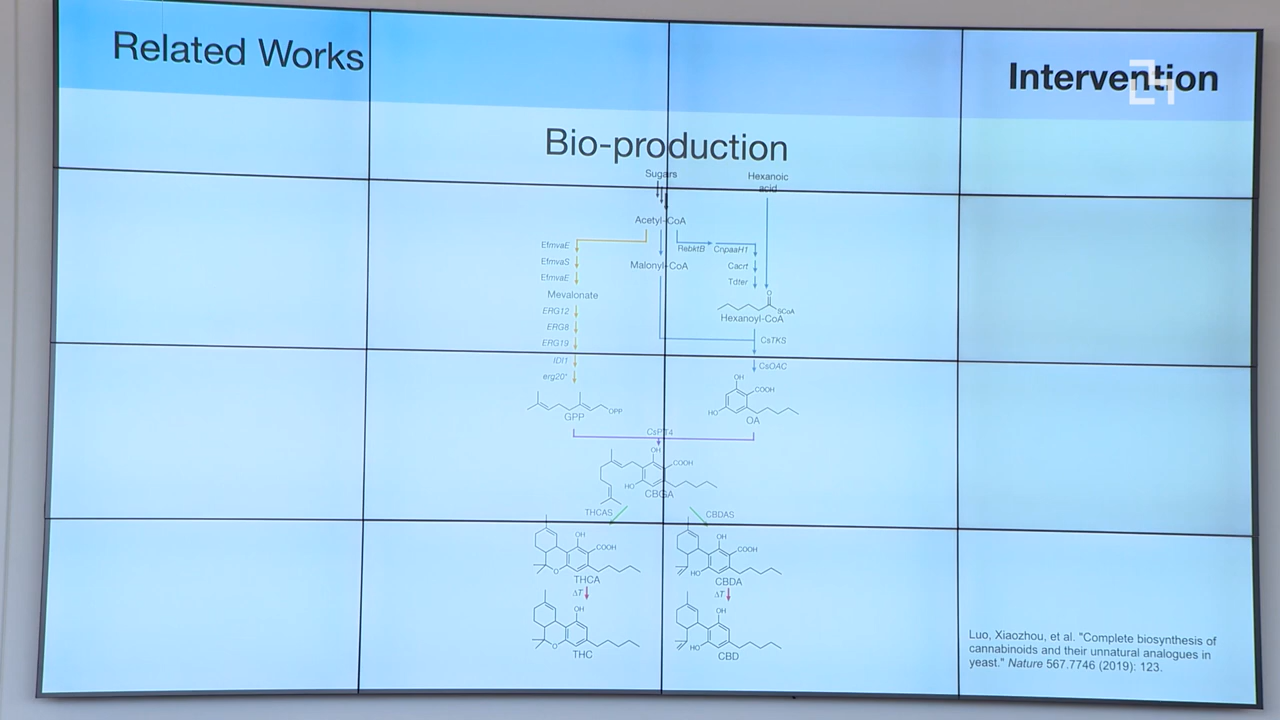 Related Works
Intervention
Bio-production
Sugars
Hexanoic
acid
Acetyl-CoA
EfmvaE
RebktB
CnpaaH1
EfmvaS
Malonyl-CoA
Cacrt
EfmvaE
Tdter
Mevalonate
O
SCoA
ERG12
Hexanoyl-CoA
ERG8
ERG19
CsTKS
IDI1
CsOAC
erg20*
OH
COOH
OPP
HO
GPP
OA
CsPT4
OH
COOH
HO
CBGA
THCAS
CBDAS
OH
COOH
O
THCA
OH
COOH
HO
CBDA
ΔT
ΔT
OH
O
THC
OH
HO
CBD
Luo, Xiaozhou, et al. "Complete biosynthesis of
cannabinoids and their unnatural analogues in
yeast." Nature 567.7746 (2019): 123.